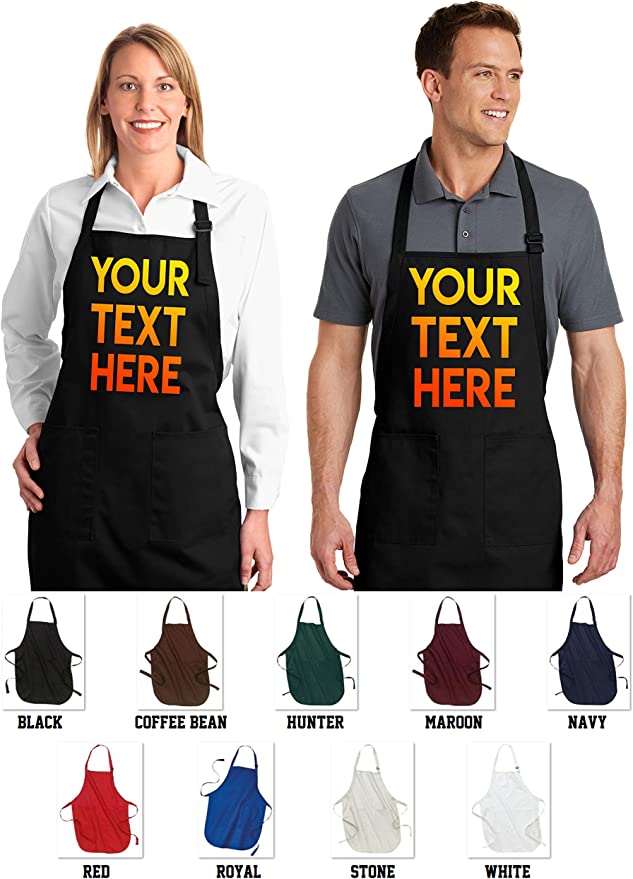 YOUR
TEXT
HERE
YOUR
TEXT
HERE
BLACK
COFFEE BEAN
HUNTER
MAROON
NAVY
RED
ROYAL
STONE
WHITE